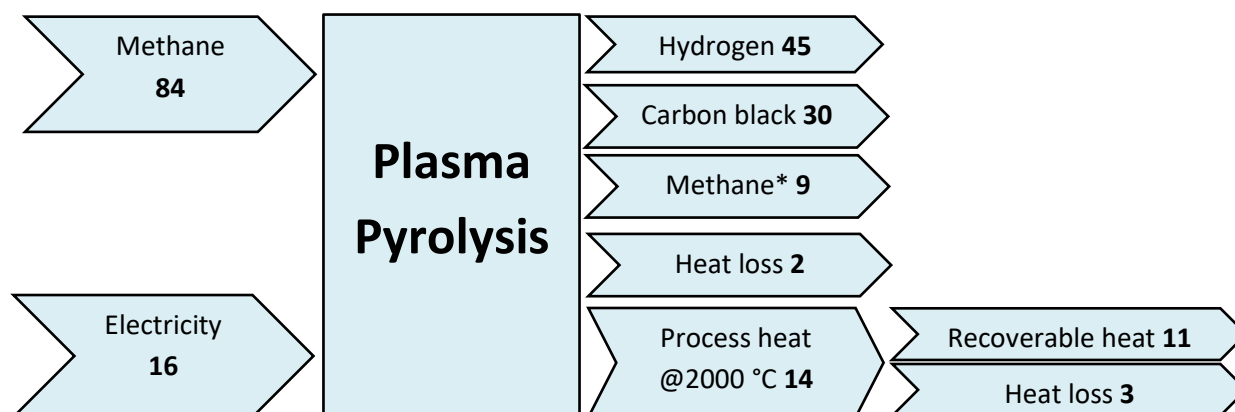 Methane
84
Electricity
16
Plasma
Pyrolysis
Hydrogen 45
Carbon black 30
Methane* 9
Heat loss 2
Process heat
@2000 °C 14
Recoverable heat 11
Heat loss 3